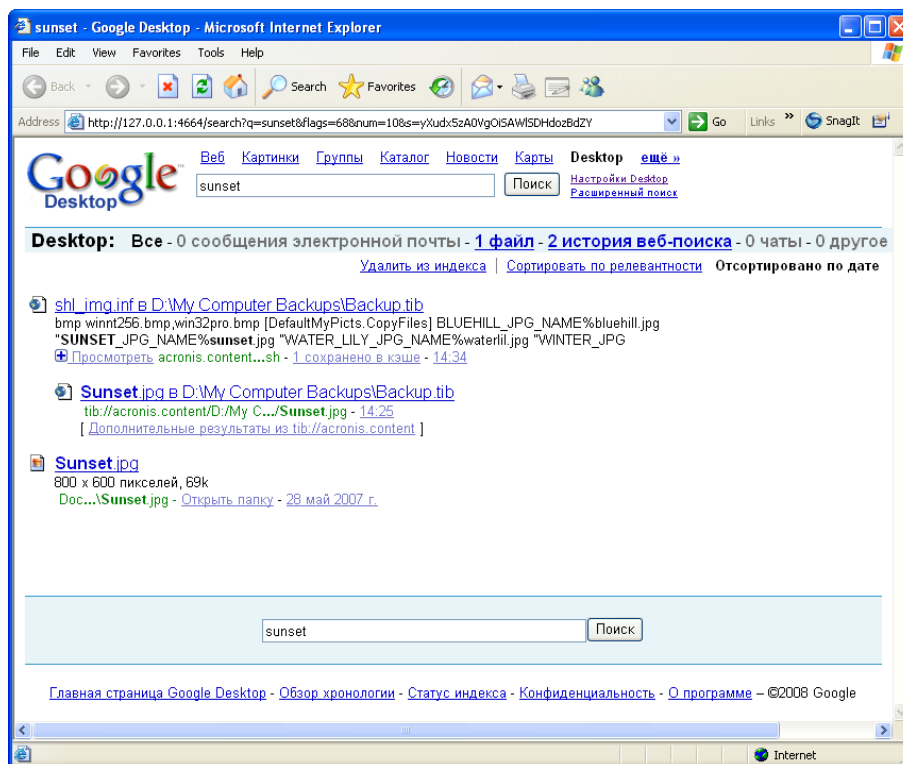 sunset - Google Desktop - Microsoft Internet Explorer
File Edit View Favorites Tools Help
Back Search Favorites
Address http://127.0.0.1:4664/search?q=sunset&flags=68&num=10&s=yXudx5zA0VgOiSAWlSDHdozBdZY Go Links » SnagIt
Google Desktop ™
Веб Картинки Группы Каталог Новости Карты Desktop ещё »
sunset Поиск Настройки Desktop
Расширенный поиск
Desktop: Все - 0 сообщения электронной почты - 1 файл - 2 история веб-поиска - 0 чаты - 0 другое
Удалить из индекса | Сортировать по релевантности Отсортировано по дате
shl_img.inf в D:\My Computer Backups\Backup.tib
bmp winnt256.bmp,win32pro.bmp [DefaultMyPicts.CopyFiles] BLUEHILL_JPG_NAME%bluehill.jpg
"SUNSET_JPG_NAME%sunset.jpg "WATER_LILY_JPG_NAME%waterlil.jpg "WINTER_JPG
Просмотреть acronis.content...sh - 1 сохранено в кэше - 14:34
Sunset.jpg в D:\My Computer Backups\Backup.tib
tib://acronis.content/D:/My C.../Sunset.jpg - 14:25
[ Дополнительные результаты из tib://acronis.content ]
Sunset.jpg
800 x 600 пикселей, 69k
Doc...\Sunset.jpg - Открыть папку - 28 май 2007 г.
sunset Поиск
Главная страница Google Desktop - Обзор хронологии - Статус индекса - Конфиденциальность - О программе – ©2008 Google
Internet